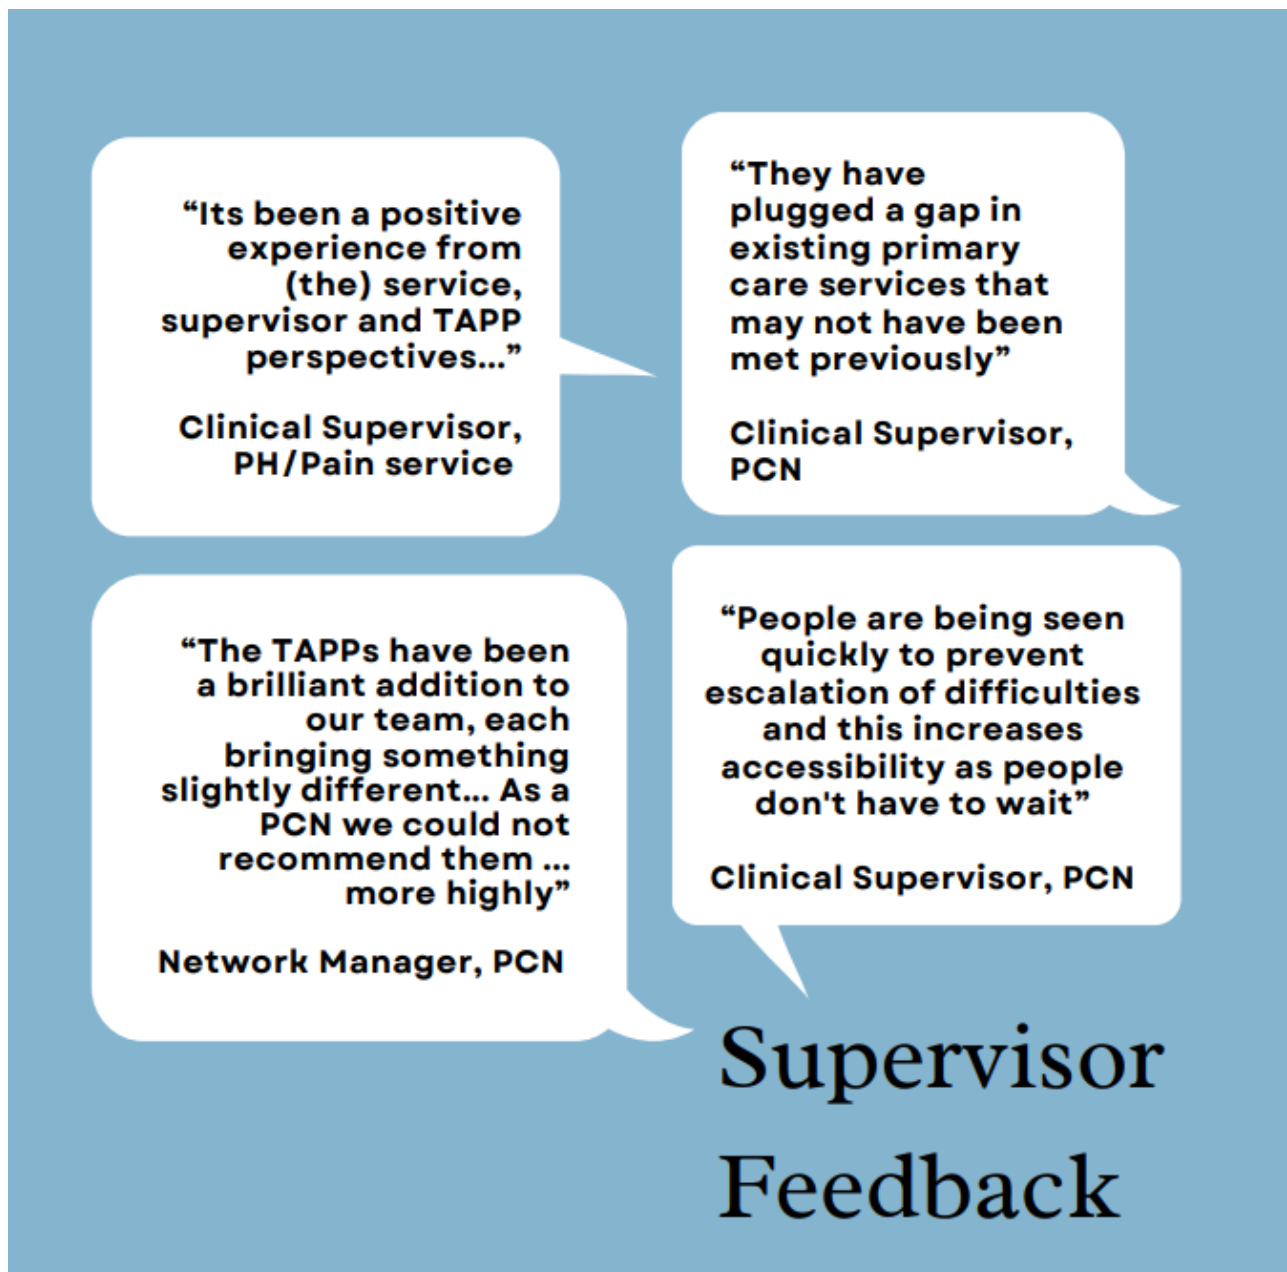 “Its been a positive
experience from
(the) service,
supervisor and TAPP
perspectives...”
Clinical Supervisor,
PH/Pain service
“They have
plugged a gap in
existing primary
care services that
may not have been
met previously”
Clinical Supervisor,
PCN
“The TAPPs have been
a brilliant addition to
our team, each
bringing something
slightly different... As a
PCN we could not
recommend them ...
more highly”
Network Manager, PCN
“People are being seen
quickly to prevent
escalation of difficulties
and this increases
accessibility as people
don't have to wait”
Clinical Supervisor, PCN
Supervisor
Feedback